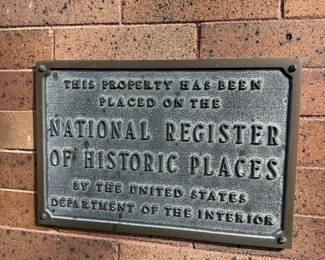 THIS PROPERTY HAS BEEN
PLACED ON THE
NATIONAL REGISTER
OF HISTORIC PLACES
BY THE UNITED STATES
DEPARTMENT OF THE INTERIOR